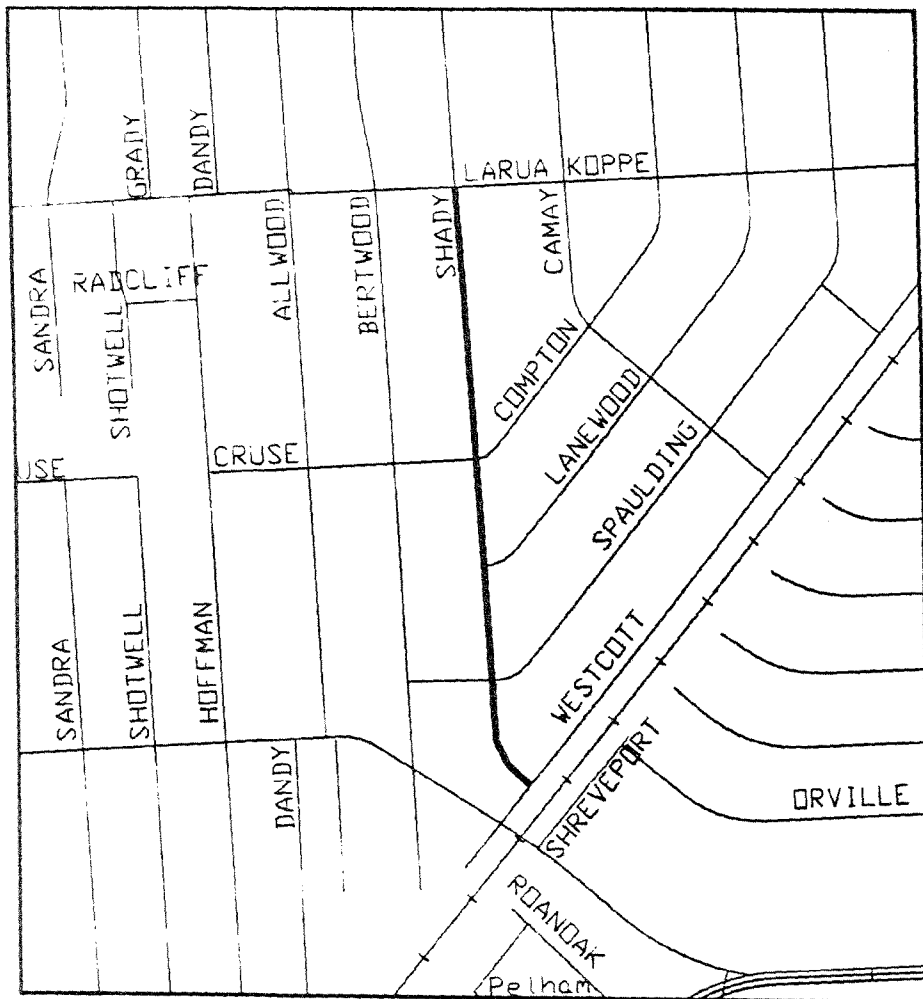 GRADY
DANDY
LARUA KOPPE
SANDRA
RADCLIFF
SHOTWELL
ALLWOOD
BERTWOOD
SHADY
CAMAY
COMPTON
LANEWOOD
SPAULDING
USE
CRUSE
SANDRA
SHOTWELL
HOFFMAN
WESTCOTT
DANDY
SHREVEPORT
ORVILLE
ROANOAK
Pelham